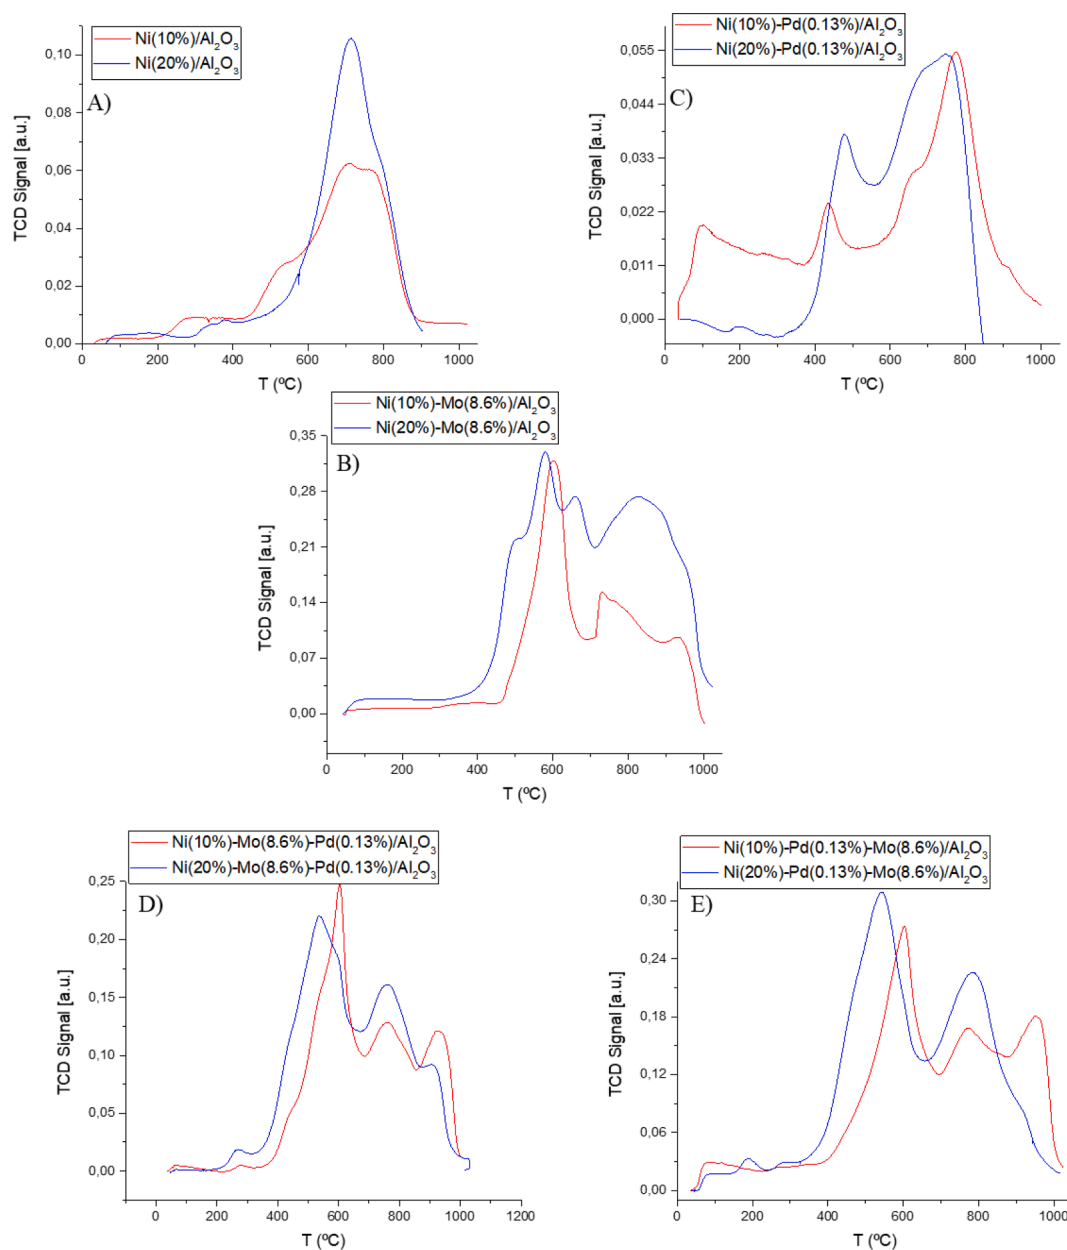 Ni(10%)/Al₂O₃
Ni(20%)/Al₂O₃
A)
0,10
0,08
0,06
0,04
0,02
0,00
TCD Signal [a.u.]
0 200 400 600 800 1000
T (ºC)
Ni(10%)-Pd(0.13%)/Al₂O₃
Ni(20%)-Pd(0.13%)/Al₂O₃
C)
0,055
0,044
0,033
0,022
0,011
0,000
TCD Signal [a.u.]
0 200 400 600 800 1000
T (ºC)
Ni(10%)-Mo(8.6%)/Al₂O₃
Ni(20%)-Mo(8.6%)/Al₂O₃
B)
0,35
0,28
0,21
0,14
0,07
0,00
TCD Signal [a.u.]
0 200 400 600 800 1000
T (ºC)
Ni(10%)-Mo(8.6%)-Pd(0.13%)/Al₂O₃
Ni(20%)-Mo(8.6%)-Pd(0.13%)/Al₂O₃
D)
0,25
0,20
0,15
0,10
0,05
0,00
TCD Signal [a.u.]
0 200 400 600 800 1000 1200
T (ºC)
Ni(10%)-Pd(0.13%)-Mo(8.6%)/Al₂O₃
Ni(20%)-Pd(0.13%)-Mo(8.6%)/Al₂O₃
E)
0,30
0,24
0,18
0,12
0,06
0,00
TCD Signal [a.u.]
0 200 400 600 800 1000
T (ºC)